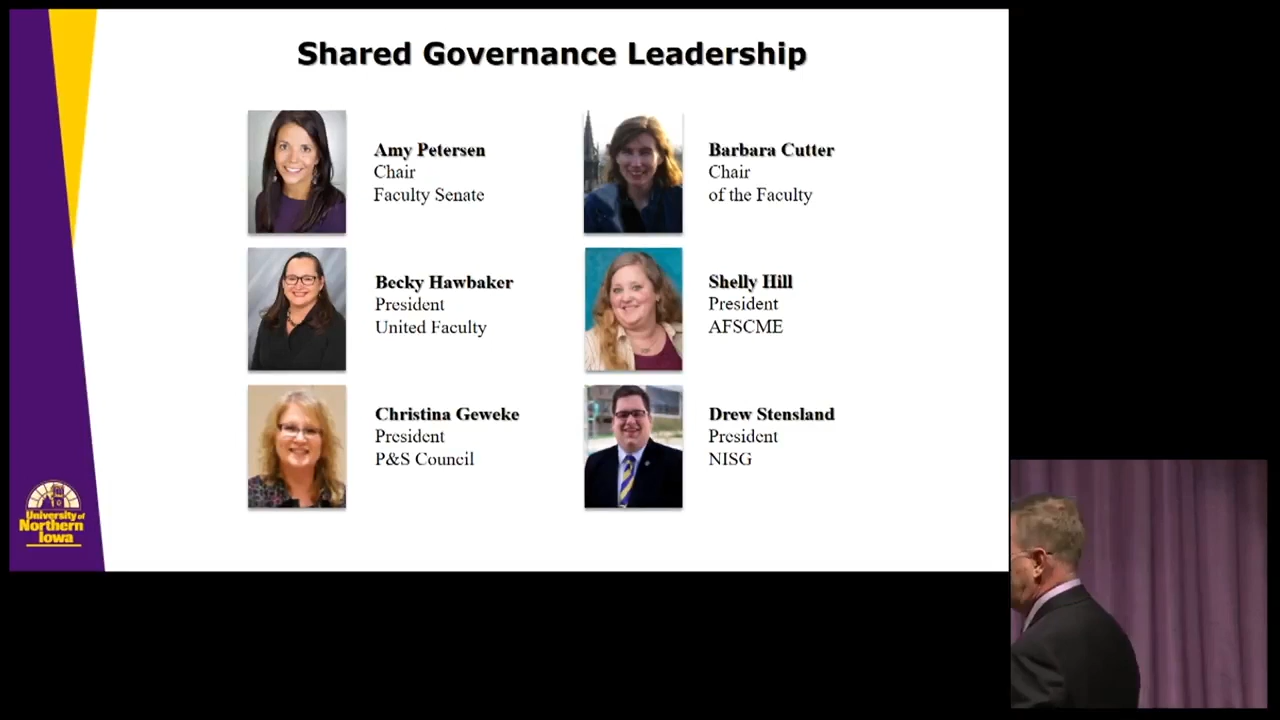 Shared Governance Leadership
Amy Petersen
Chair
Faculty Senate
Barbara Cutter
Chair
of the Faculty
Becky Hawbaker
President
United Faculty
Shelly Hill
President
AFSCME
Christina Geweke
President
P&S Council
Drew Stensland
President
NISG
University of
Northern
Iowa